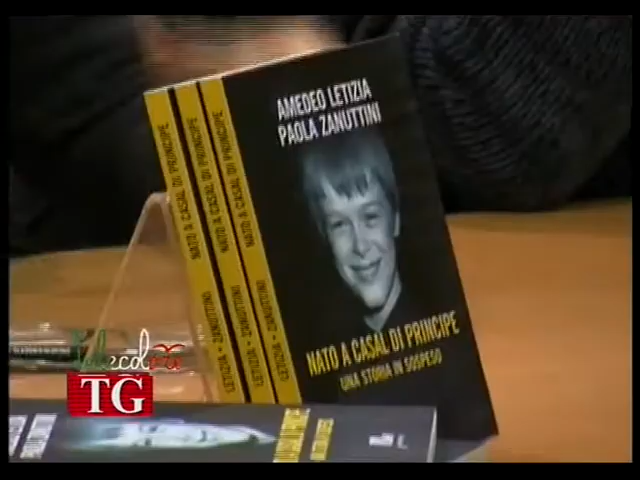 AMEDEO LETIZIA
PAOLA ZANUTTINI
NATO A CASAL DI PRINCIPE
UNA STORIA IN SOSPESO
NATO A CASAL DI PRINCIPE
LETIZIA • ZANUTTINI
NATO A CASAL DI PRINCIPE
LETIZIA • ZANUTTINI
NATO A CASAL DI PRINCIPE
LETIZIA • ZANUTTINI
TG